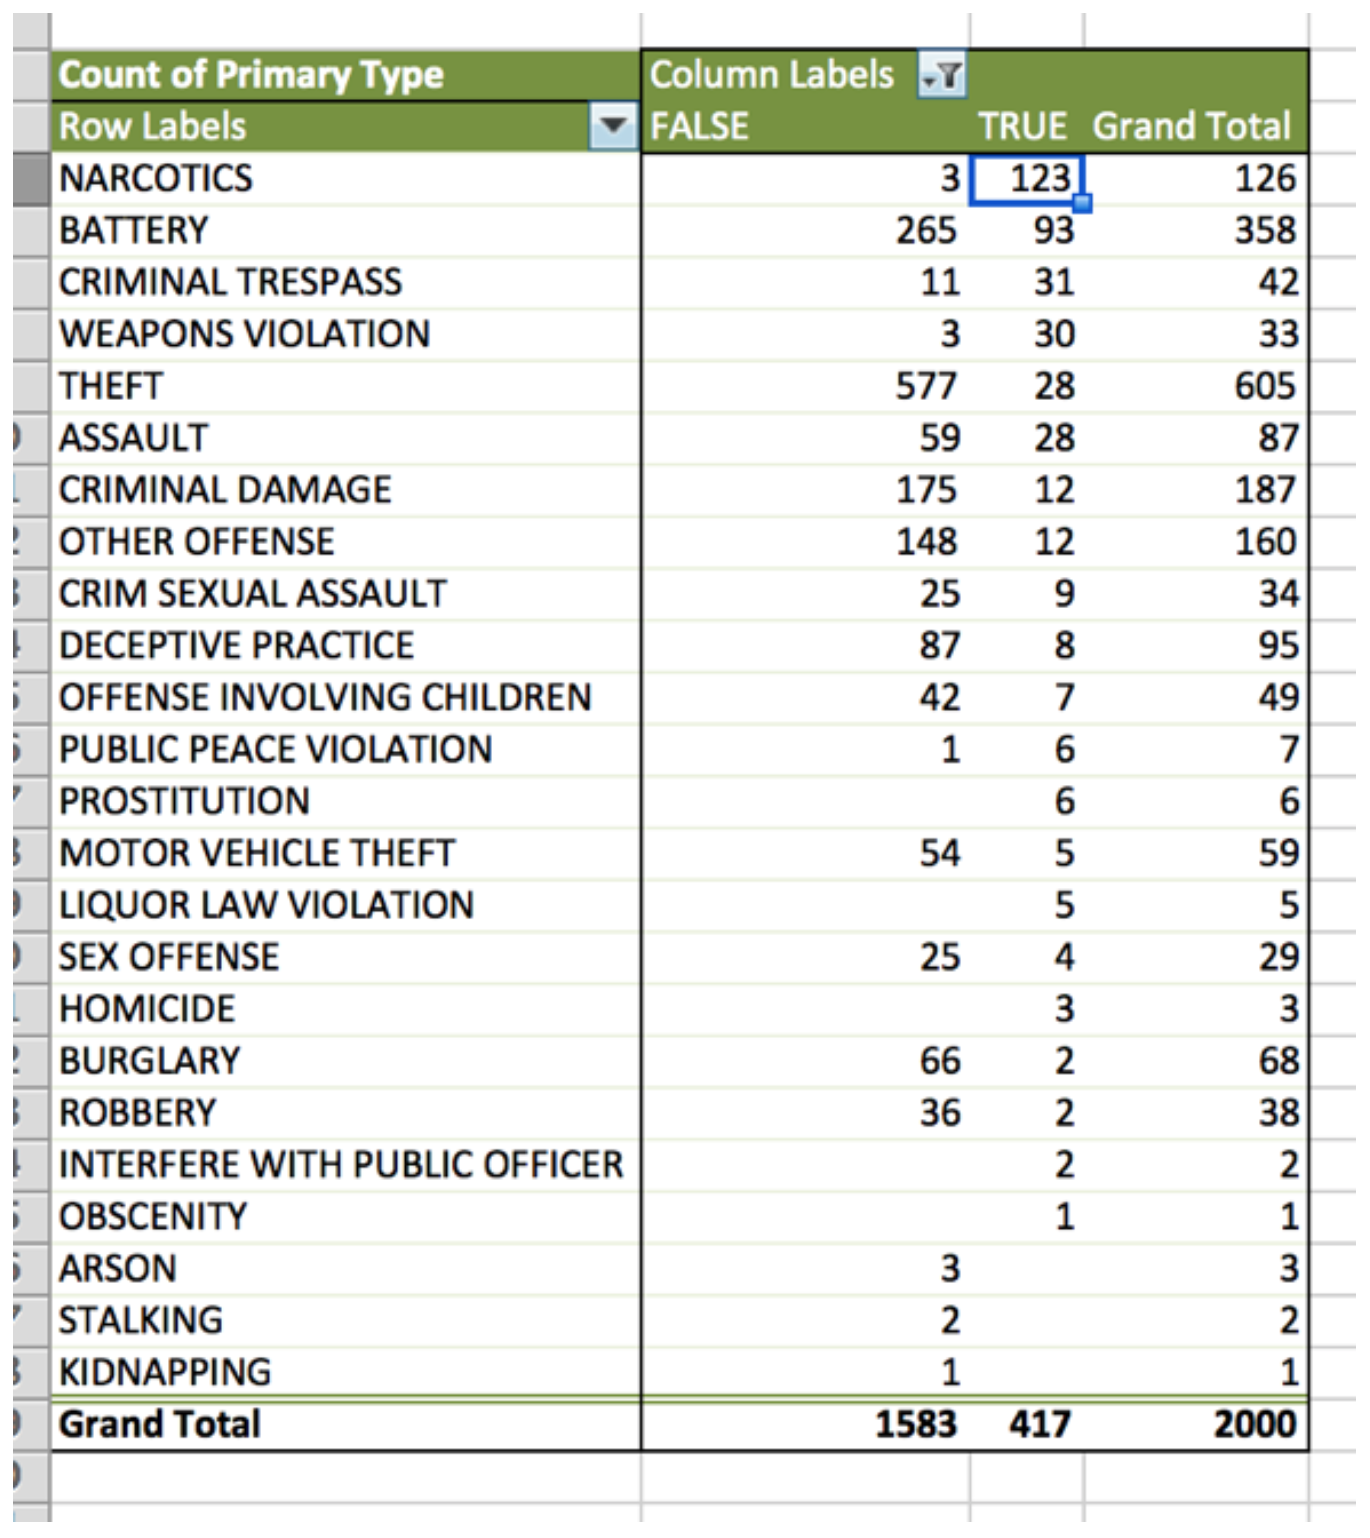 Count of Primary Type Column Labels
Row Labels FALSE TRUE Grand Total
NARCOTICS 3 123 126
BATTERY 265 93 358
CRIMINAL TRESPASS 11 31 42
WEAPONS VIOLATION 3 30 33
THEFT 577 28 605
ASSAULT 59 28 87
CRIMINAL DAMAGE 175 12 187
OTHER OFFENSE 148 12 160
CRIM SEXUAL ASSAULT 25 9 34
DECEPTIVE PRACTICE 87 8 95
OFFENSE INVOLVING CHILDREN 42 7 49
PUBLIC PEACE VIOLATION 1 6 7
PROSTITUTION 6 6
MOTOR VEHICLE THEFT 54 5 59
LIQUOR LAW VIOLATION 5 5
SEX OFFENSE 25 4 29
HOMICIDE 3 3
BURGLARY 66 2 68
ROBBERY 36 2 38
INTERFERE WITH PUBLIC OFFICER 2 2
OBSCENITY 1 1
ARSON 3 3
STALKING 2 2
KIDNAPPING 1 1
Grand Total 1583 417 2000